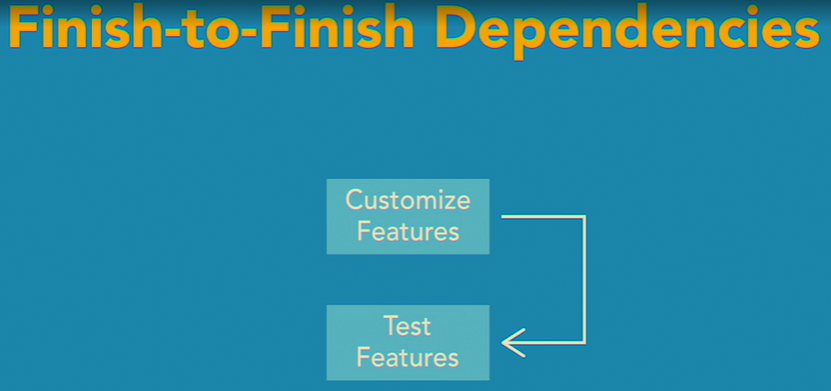 Finish-to-Finish Dependencies
Customize
Features
Test
Features